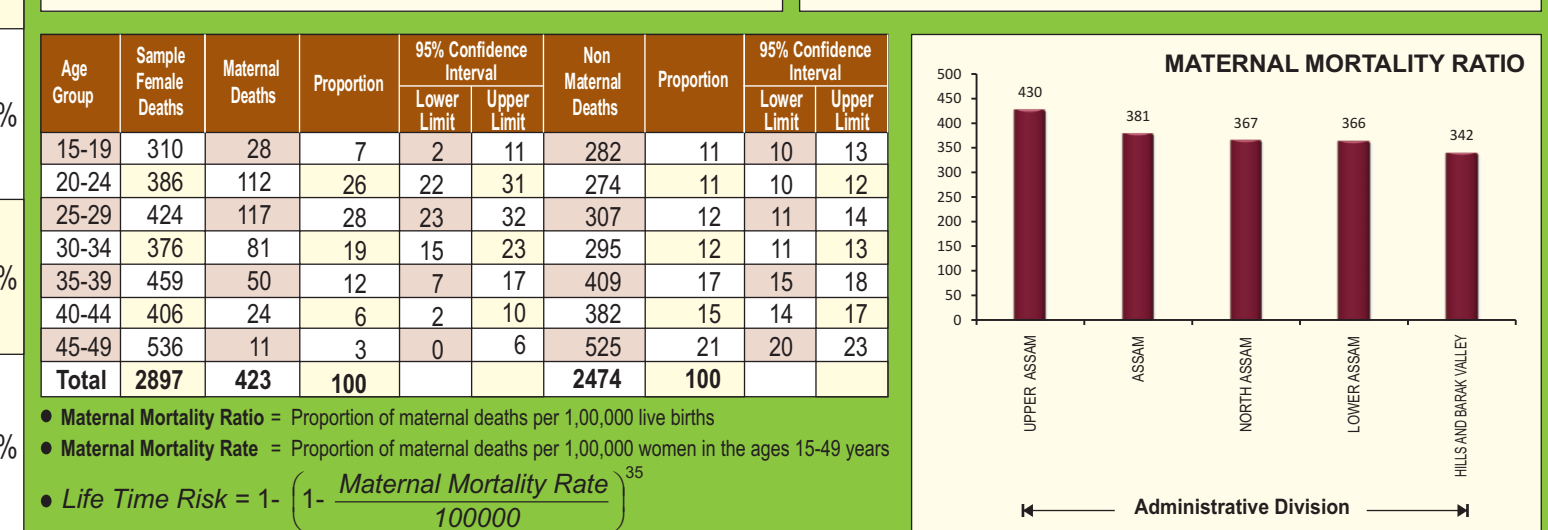 %
%
%
Age Group | Sample Female Deaths | Maternal Deaths | Proportion | 95% Confidence Interval | Non Maternal Deaths | Proportion | 95% Confidence Interval
Lower Limit | Upper Limit | Lower Limit | Upper Limit
15-19 310 28 7 2 11 282 11 10 13
20-24 386 112 26 22 31 274 11 10 12
25-29 424 117 28 23 32 307 12 11 14
30-34 376 81 19 15 23 295 12 11 13
35-39 459 50 12 7 17 409 17 15 18
40-44 406 24 6 2 10 382 15 14 17
45-49 536 11 3 0 6 525 21 20 23
Total 2897 423 100 2474 100
● Maternal Mortality Ratio = Proportion of maternal deaths per 1,00,000 live births
● Maternal Mortality Rate = Proportion of maternal deaths per 1,00,000 women in the ages 15-49 years
● Life Time Risk = 1- (1- Maternal Mortality Rate / 100000)^35
MATERNAL MORTALITY RATIO
500
450
400
350
300
250
200
150
100
50
0
430
381
367
366
342
UPPER ASSAM
ASSAM
NORTH ASSAM
LOWER ASSAM
HILLS AND BARAK VALLEY
Administrative Division